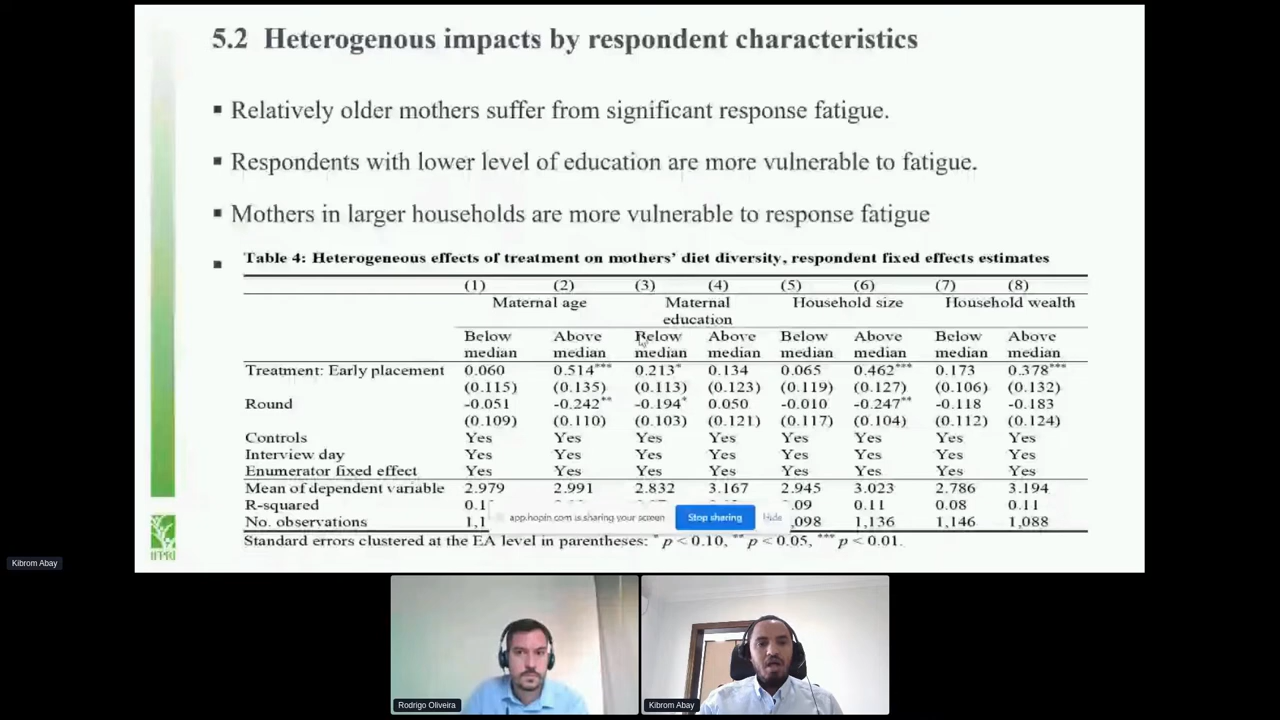 5.2 Heterogenous impacts by respondent characteristics
▪ Relatively older mothers suffer from significant response fatigue.
▪ Respondents with lower level of education are more vulnerable to fatigue.
▪ Mothers in larger households are more vulnerable to response fatigue
▪ Table 4: Heterogeneous effects of treatment on mothers' diet diversity, respondent fixed effects estimates
(1) (2) (3) (4) (5) (6) (7) (8)
Maternal age Maternal education Household size Household wealth
Below median Above median Below median Above median Below median Above median Below median Above median
Treatment: Early placement 0.060 0.514*** 0.213* 0.134 0.065 0.462*** 0.173 0.378***
(0.115) (0.135) (0.113) (0.123) (0.119) (0.127) (0.106) (0.132)
Round -0.051 -0.242** -0.194* 0.050 -0.010 -0.247** -0.118 -0.183
(0.109) (0.110) (0.103) (0.121) (0.117) (0.104) (0.112) (0.124)
Controls Yes Yes Yes Yes Yes Yes Yes Yes
Interview day Yes Yes Yes Yes Yes Yes Yes Yes
Enumerator fixed effect Yes Yes Yes Yes Yes Yes Yes Yes
Mean of dependent variable 2.979 2.991 2.832 3.167 2.945 3.023 2.786 3.194
R-squared 0.11 0.08 0.11
No. observations 1,136 1,146 1,088
app.hopin.com is sharing your screen Stop sharing Hide
Standard errors clustered at the EA level in parentheses: * p < 0.10, ** p < 0.05, *** p < 0.01.
IFPRI
Kibrom Abay
Rodrigo Oliveira
Kibrom Abay